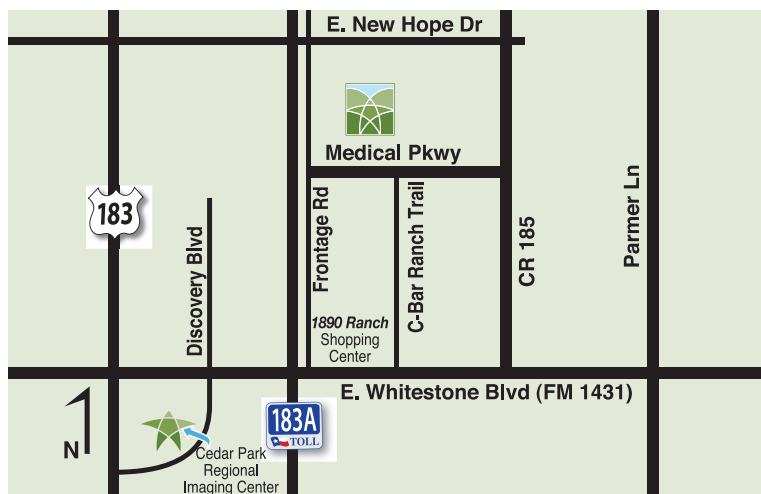 E. New Hope Dr
Medical Pkwy
183
Discovery Blvd
Frontage Rd
C-Bar Ranch Trail
CR 185
Parmer Ln
1890 Ranch
Shopping
Center
E. Whitestone Blvd (FM 1431)
183A
TOLL
N
Cedar Park
Regional
Imaging Center